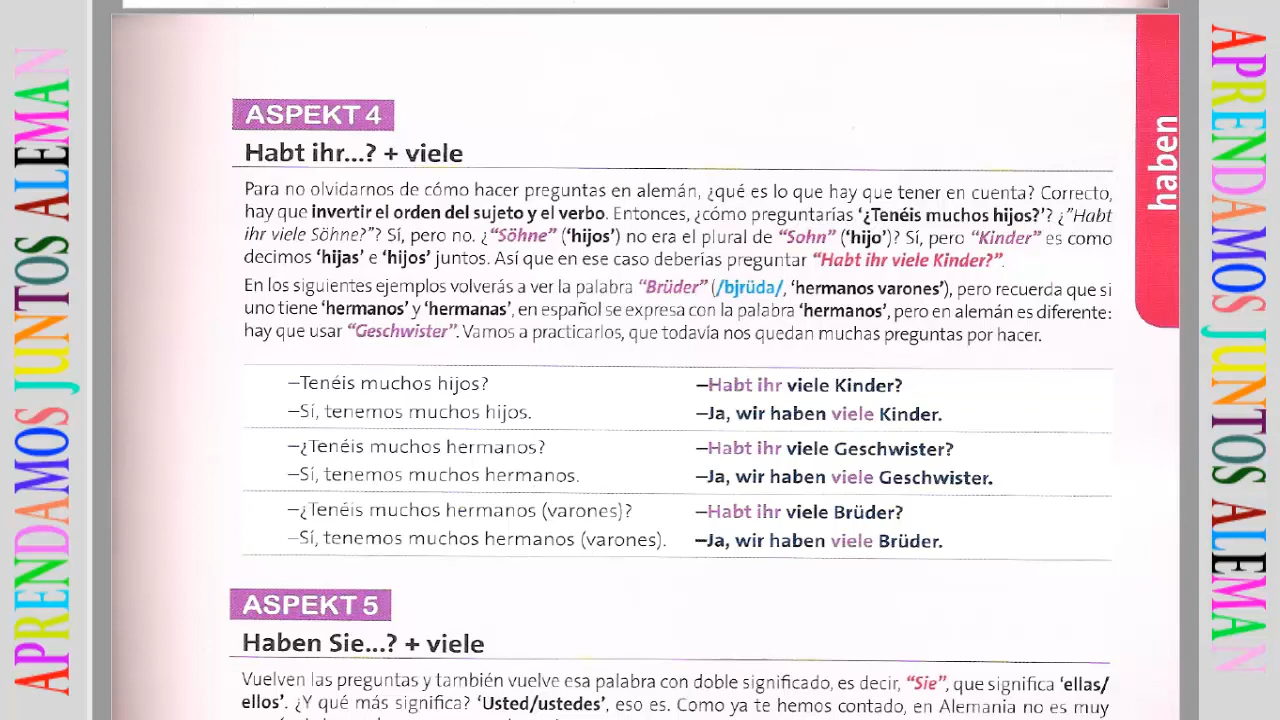 APRENDAMOS JUNTOS ALEMAN
ASPEKT 4
Habt ihr...? + viele
Para no olvidarnos de cómo hacer preguntas en alemán, ¿qué es lo que hay que tener en cuenta? Correcto,
hay que invertir el orden del sujeto y el verbo. Entonces, ¿cómo preguntarías ‘¿Tenéis muchos hijos?’? ¿”Habt
ihr viele Söhne?”? Sí, pero no. ¿“Söhne” (‘hijos’) no era el plural de “Sohn” (‘hijo’)? Sí, pero “Kinder” es como
decimos ‘hijas’ e ‘hijos’ juntos. Así que en ese caso deberías preguntar “Habt ihr viele Kinder?”.
En los siguientes ejemplos volverás a ver la palabra “Brüder” (/bjrüda/, ‘hermanos varones’), pero recuerda que si
uno tiene ‘hermanos’ y ‘hermanas’, en español se expresa con la palabra ‘hermanos’, pero en alemán es diferente:
hay que usar “Geschwister”. Vamos a practicarlos, que todavía nos quedan muchas preguntas por hacer.
–Tenéis muchos hijos? –Habt ihr viele Kinder?
–Sí, tenemos muchos hijos. –Ja, wir haben viele Kinder.
–¿Tenéis muchos hermanos? –Habt ihr viele Geschwister?
–Sí, tenemos muchos hermanos. –Ja, wir haben viele Geschwister.
–¿Tenéis muchos hermanos (varones)? –Habt ihr viele Brüder?
–Sí, tenemos muchos hermanos (varones). –Ja, wir haben viele Brüder.
ASPEKT 5
Haben Sie...? + viele
Vuelven las preguntas y también vuelve esa palabra con doble significado, es decir, “Sie”, que significa ‘ellas/
ellos’. ¿Y qué más significa? ‘Usted/ustedes’, eso es. Como ya te hemos contado, en Alemania no es muy
haben
APRENDAMOS JUNTOS ALEMAN